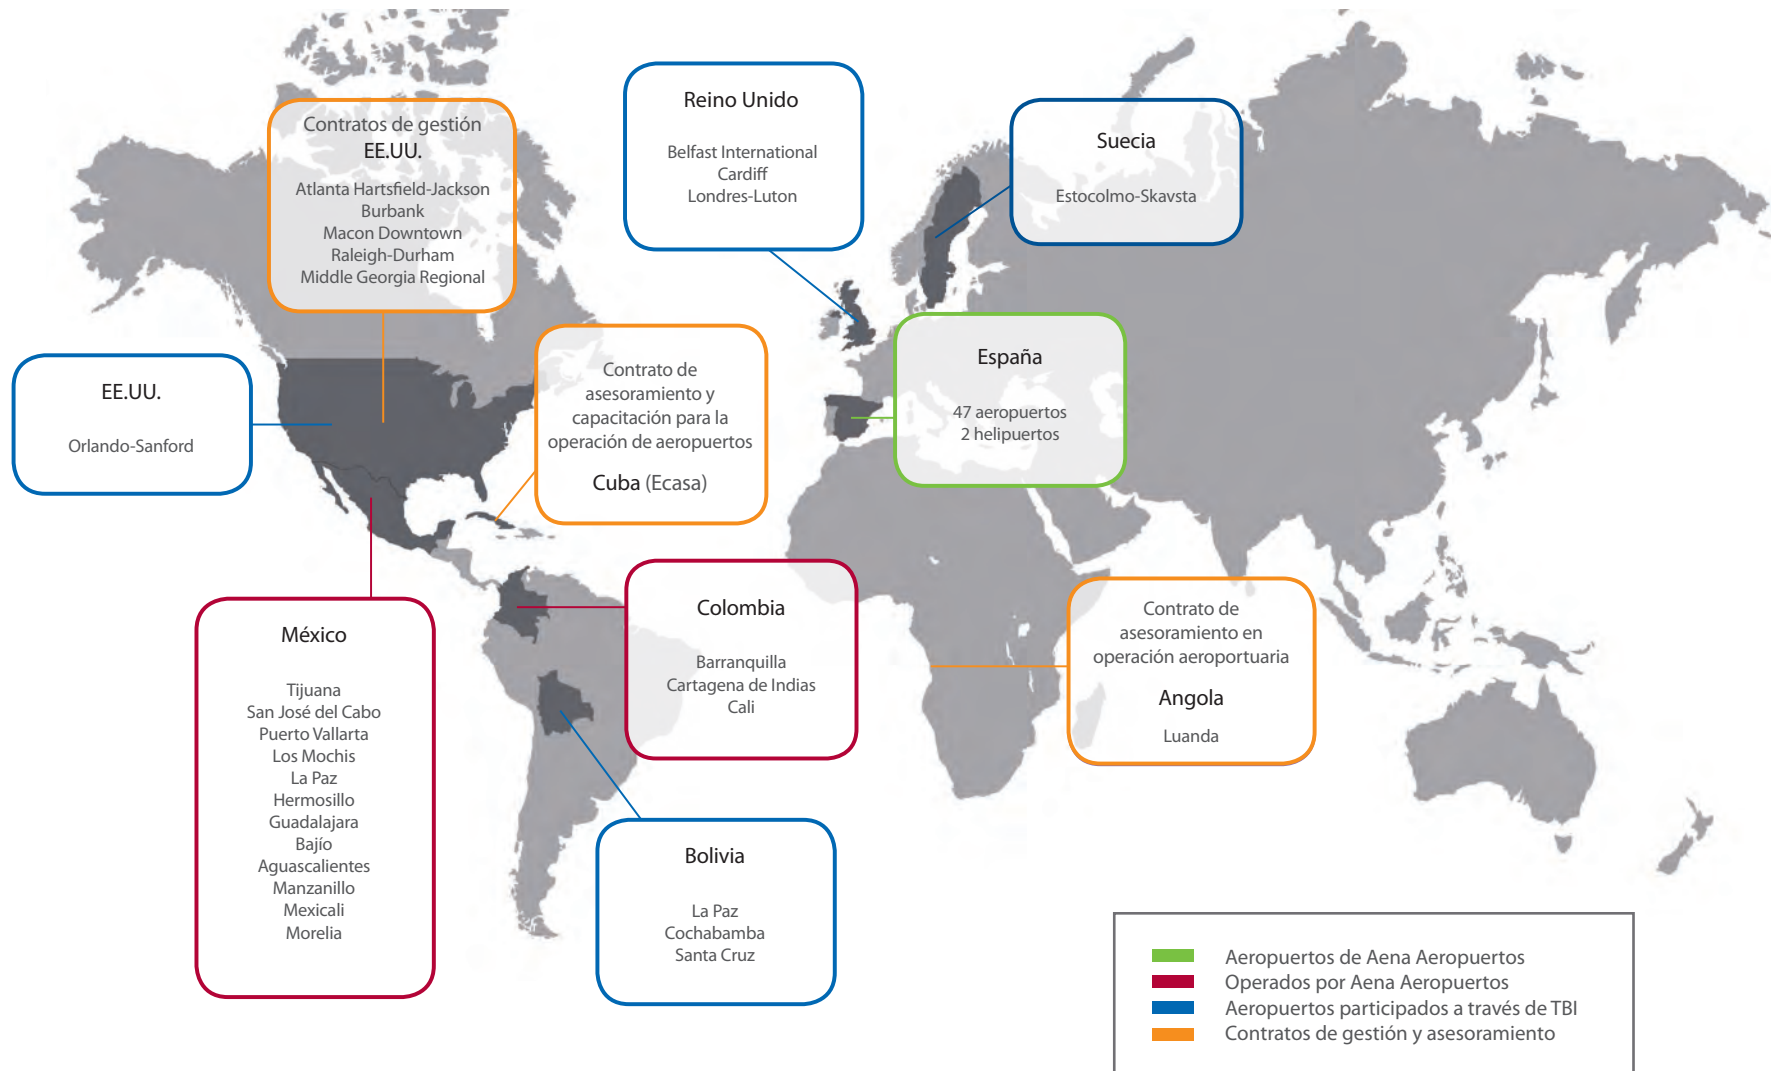 Contratos de gestión
EE.UU.
Atlanta Hartsfield-Jackson
Burbank
Macon Downtown
Raleigh-Durham
Middle Georgia Regional
Reino Unido
Belfast International
Cardiff
Londres-Luton
Suecia
Estocolmo-Skavsta
EE.UU.
Orlando-Sanford
Contrato de
asesoramiento y
capacitación para la
operación de aeropuertos
Cuba (Ecasa)
España
47 aeropuertos
2 helipuertos
México
Tijuana
San José del Cabo
Puerto Vallarta
Los Mochis
La Paz
Hermosillo
Guadalajara
Bajío
Aguascalientes
Manzanillo
Mexicali
Morelia
Colombia
Barranquilla
Cartagena de Indias
Cali
Contrato de
asesoramiento en
operación aeroportuaria
Angola
Luanda
Bolivia
La Paz
Cochabamba
Santa Cruz
Aeropuertos de Aena Aeropuertos
Operados por Aena Aeropuertos
Aeropuertos participados a través de TBI
Contratos de gestión y asesoramiento